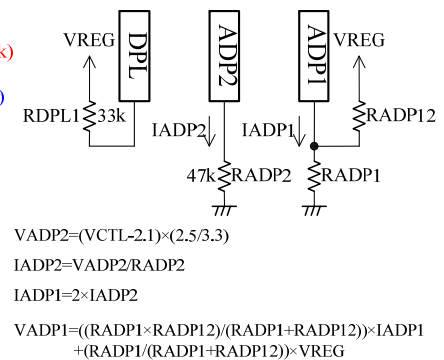 k)
)
VREG
DPL
ADP2
ADP1
VREG
RDPL1
33k
IADP2
IADP1
RADP12
47k
RADP2
RADP1
VADP2=(VCTL-2.1)×(2.5/3.3)
IADP2=VADP2/RADP2
IADP1=2×IADP2
VADP1=((RADP1×RADP12)/(RADP1+RADP12))×IADP1
+(RADP1/(RADP1+RADP12))×VREG